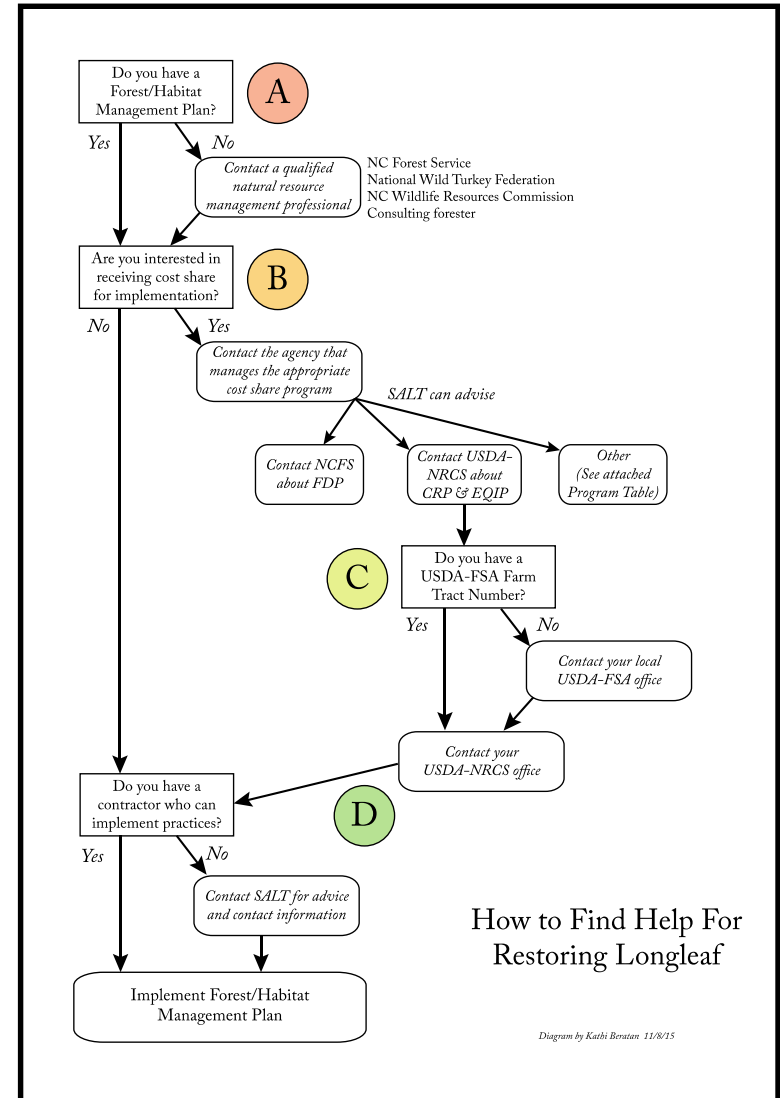 Do you have a
Forest/Habitat
Management Plan?
A
Yes
No
Contact a qualified
natural resource
management professional
NC Forest Service
National Wild Turkey Federation
NC Wildlife Resources Commission
Consulting forester
Are you interested in
receiving cost share
for implementation?
B
No
Yes
Contact the agency that
manages the appropriate
cost share program
SALT can advise
Contact NCFS
about FDP
Contact USDA-
NRCS about
CRP & EQIP
Other
(See attached
Program Table)
C
Do you have a
USDA-FSA Farm
Tract Number?
Yes
No
Contact your local
USDA-FSA office
Contact your
USDA-NRCS office
Do you have a
contractor who can
implement practices?
D
Yes
No
Contact SALT for advice
and contact information
Implement Forest/Habitat
Management Plan
How to Find Help For
Restoring Longleaf
Diagram by Kathi Beratan 11/8/15